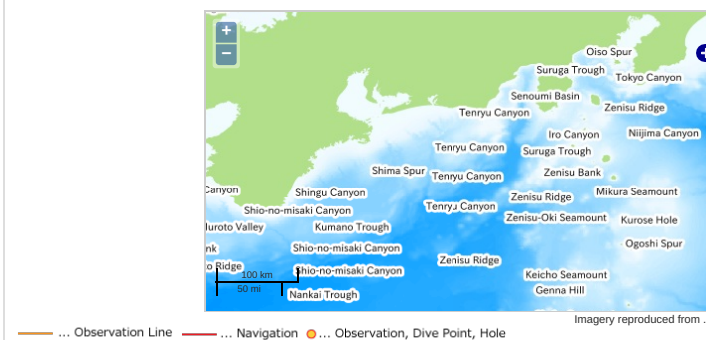 +
−
Oiso Spur
Suruga Trough
Tokyo Canyon
Senoumi Basin
Zenisu Ridge
Tenryu Canyon
Iro Canyon
Niijima Canyon
Tenryu Canyon
Suruga Trough
Shima Spur
Tenryu Canyon
Zenisu Bank
Canyon
Shingu Canyon
Zenisu Ridge
Mikura Seamount
Shio-no-misaki Canyon
Tenryu Canyon
Zenisu-Oki Seamount
Kurose Hole
Muroto Valley
Kumano Trough
Ogoshi Spur
nk
Shio-no-misaki Canyon
Zenisu Ridge
o Ridge
Shio-no-misaki Canyon
Keicho Seamount
100 km
50 mi
Nankai Trough
Genna Hill
Imagery reproduced from .
... Observation Line ... Navigation ... Observation, Dive Point, Hole